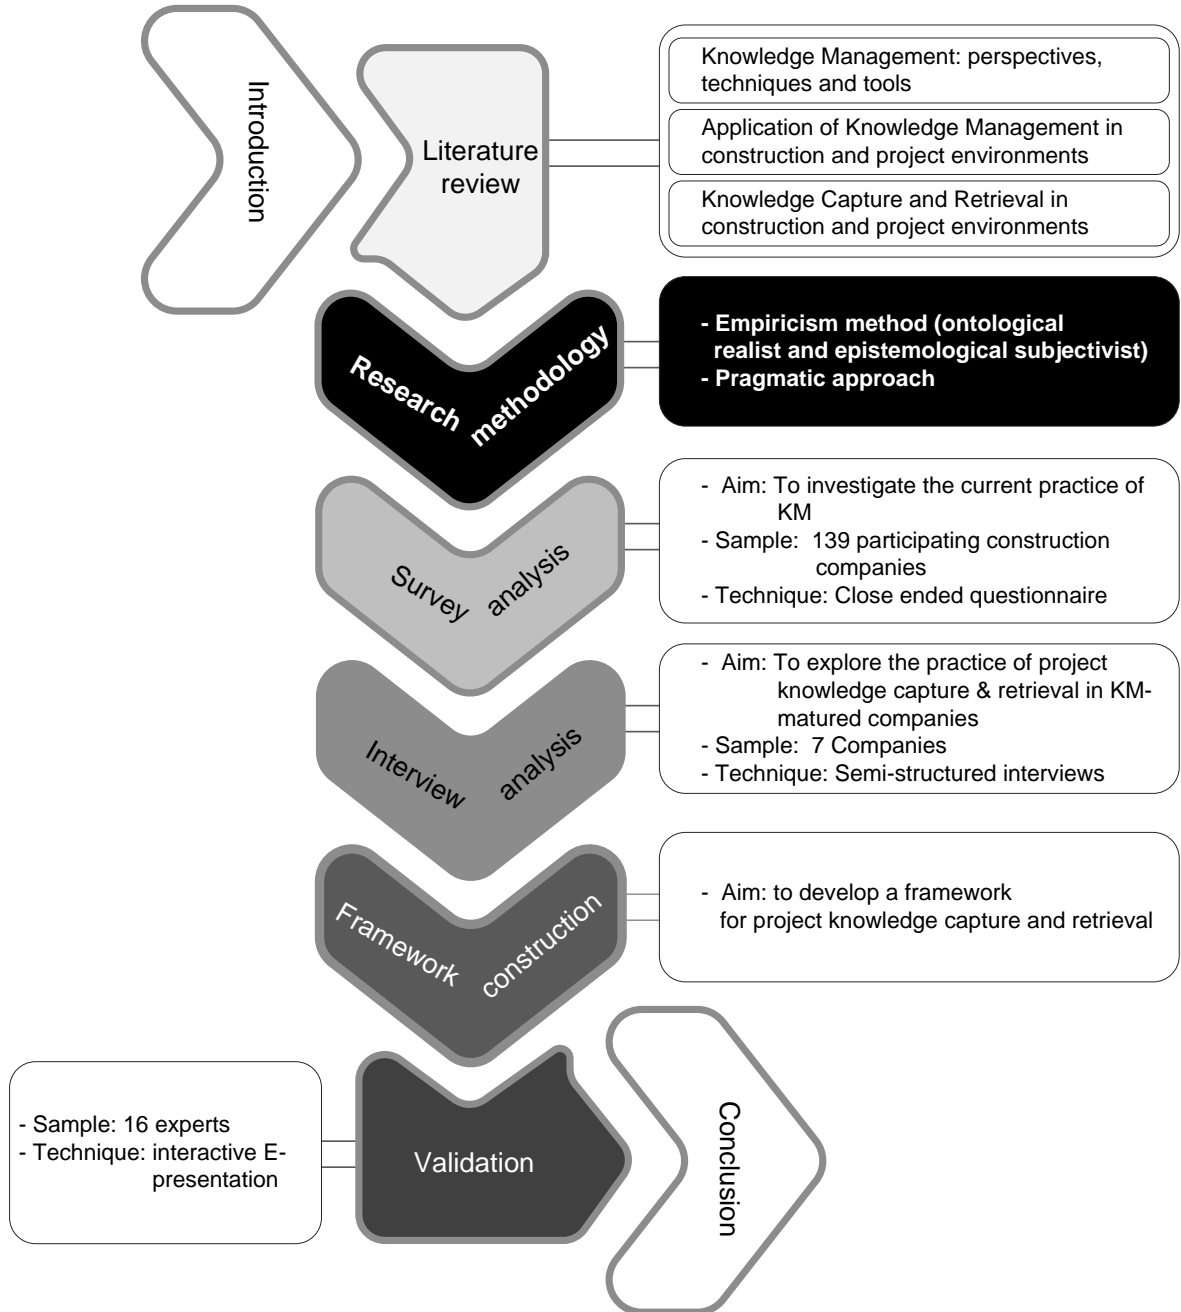 Introduction
Literature
review
Knowledge Management: perspectives,
techniques and tools
Application of Knowledge Management in
construction and project environments
Knowledge Capture and Retrieval in
construction and project environments
Research methodology
- Empiricism method (ontological
realist and epistemological subjectivist)
- Pragmatic approach
Survey analysis
- Aim: To investigate the current practice of
KM
- Sample: 139 participating construction
companies
- Technique: Close ended questionnaire
Interview analysis
- Aim: To explore the practice of project
knowledge capture & retrieval in KM-
matured companies
- Sample: 7 Companies
- Technique: Semi-structured interviews
Framework construction
- Aim: to develop a framework
for project knowledge capture and retrieval
- Sample: 16 experts
- Technique: interactive E-
presentation
Validation
Conclusion